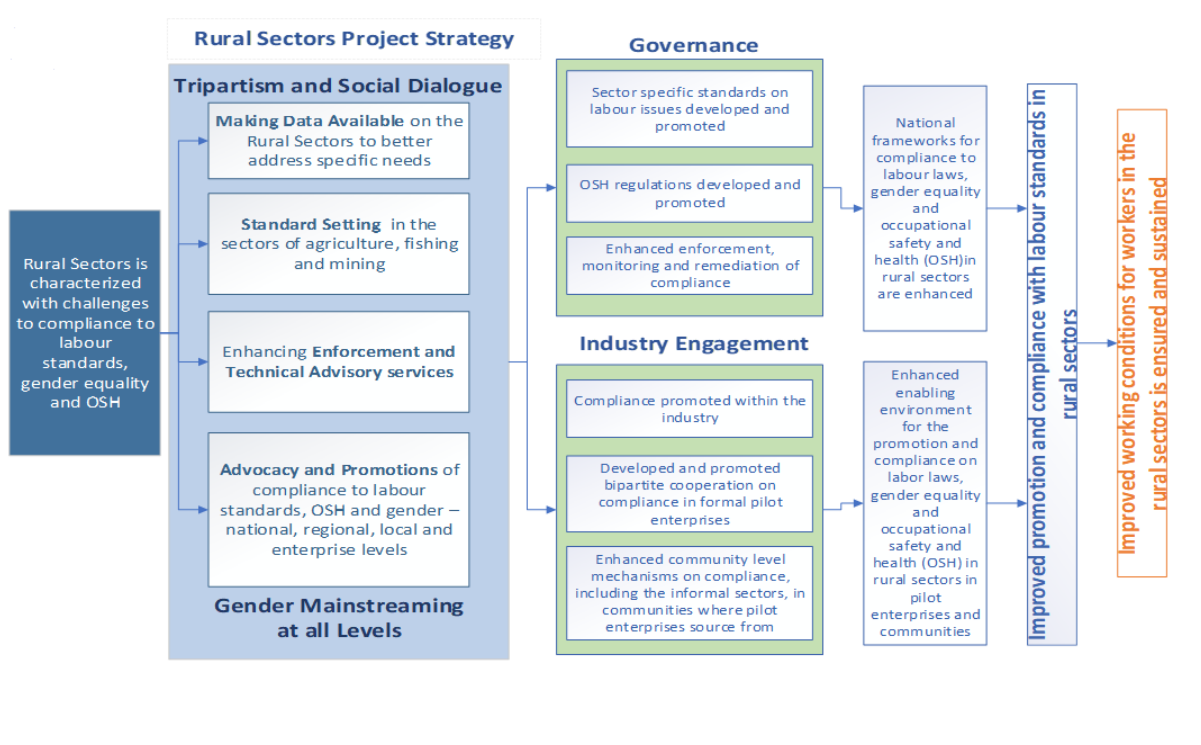 Rural Sectors Project Strategy
Rural Sectors is
characterized
with challenges
to compliance to
labour
standards,
gender equality
and OSH
Tripartism and Social Dialogue
Making Data Available on the
Rural Sectors to better
address specific needs
Standard Setting in the
sectors of agriculture, fishing
and mining
Enhancing Enforcement and
Technical Advisory services
Advocacy and Promotions of
compliance to labour
standards, OSH and gender –
national, regional, local and
enterprise levels
Gender Mainstreaming
at all Levels
Governance
Sector specific standards on
labour issues developed and
promoted
OSH regulations developed and
promoted
Enhanced enforcement,
monitoring and remediation of
compliance
Industry Engagement
Compliance promoted within the
industry
Developed and promoted
bipartite cooperation on
compliance in formal pilot
enterprises
Enhanced community level
mechanisms on compliance,
including the informal sectors, in
communities where pilot
enterprises source from
National
frameworks for
compliance to
labour laws,
gender equality
and
occupational
safety and
health (OSH)in
rural sectors
are enhanced
Enhanced
enabling
environment
for the
promotion and
compliance on
labor laws,
gender equality
and
occupational
safety and
health (OSH) in
rural sectors in
pilot
enterprises and
communities
Improved promotion and compliance with labour standards in
rural sectors
Improved working conditions for workers in the
rural sectors is ensured and sustained